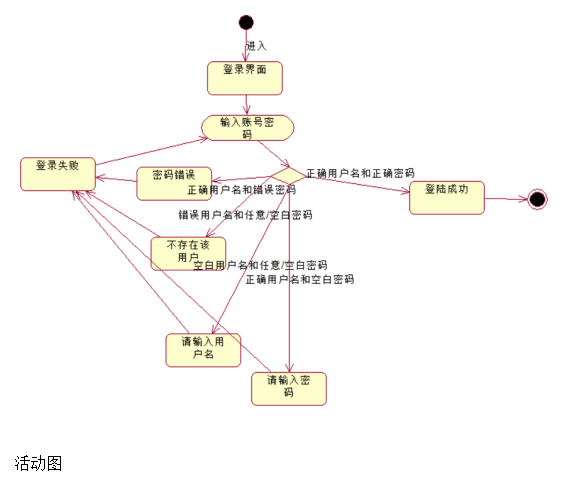 进入
登录界面
输入账号密
码
登录失败
密码错误
正确用户名和正确密码
正确用户名和错误密码
登陆成功
错误用户名和任意/空白密码
不存在该
用户
空白用户名和任意/空白密码
正确用户名和空白密码
请输入用
户名
请输入密
码
活动图